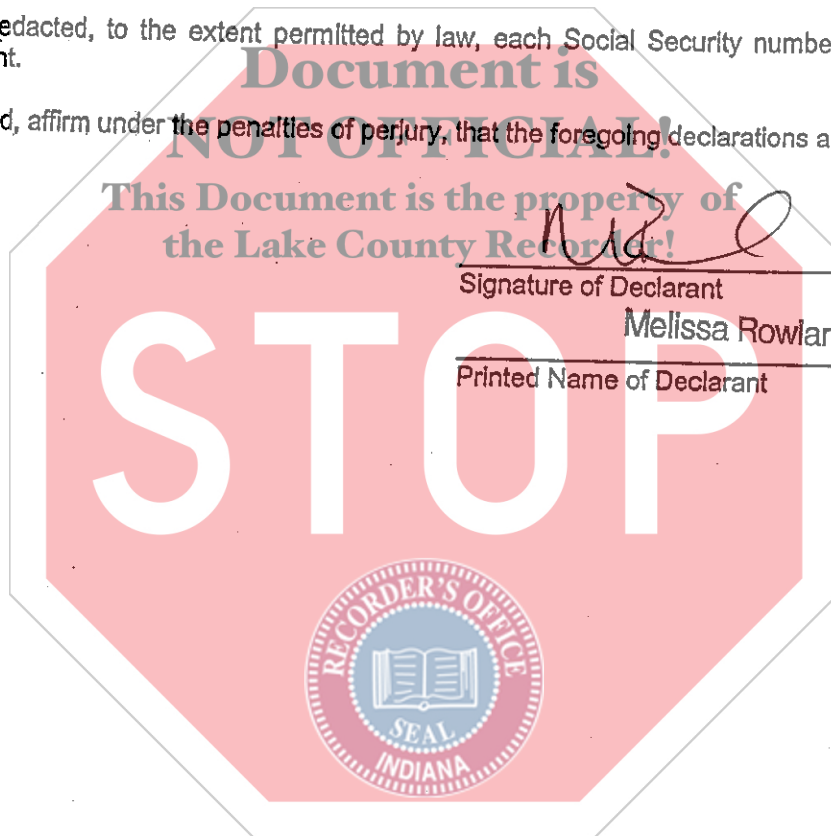 edacted, to the extent permitted by law, each Social Security numbe
nt.
Document is
d, affirm under the penalties of perjury, that the foregoing declarations a
NOT OFFICIAL!
This Document is the property of
the Lake County Recorder!
Signature of Declarant
Melissa Rowlan
Printed Name of Declarant
STOP
RECORDER'S OFFICE
SEAL
INDIANA